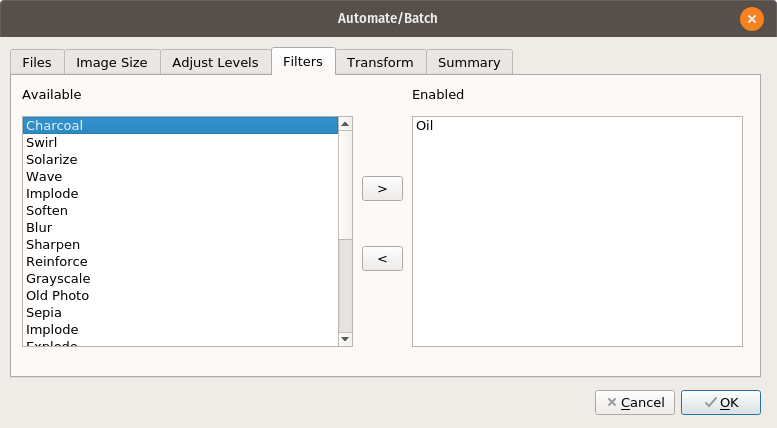 Automate/Batch
Files Image Size Adjust Levels Filters Transform Summary
Available Enabled
Charcoal Oil
Swirl
Solarize
Wave
Implode
>
Soften
Blur
Sharpen
<
Reinforce
Grayscale
Old Photo
Sepia
Implode
Explode
Cancel OK